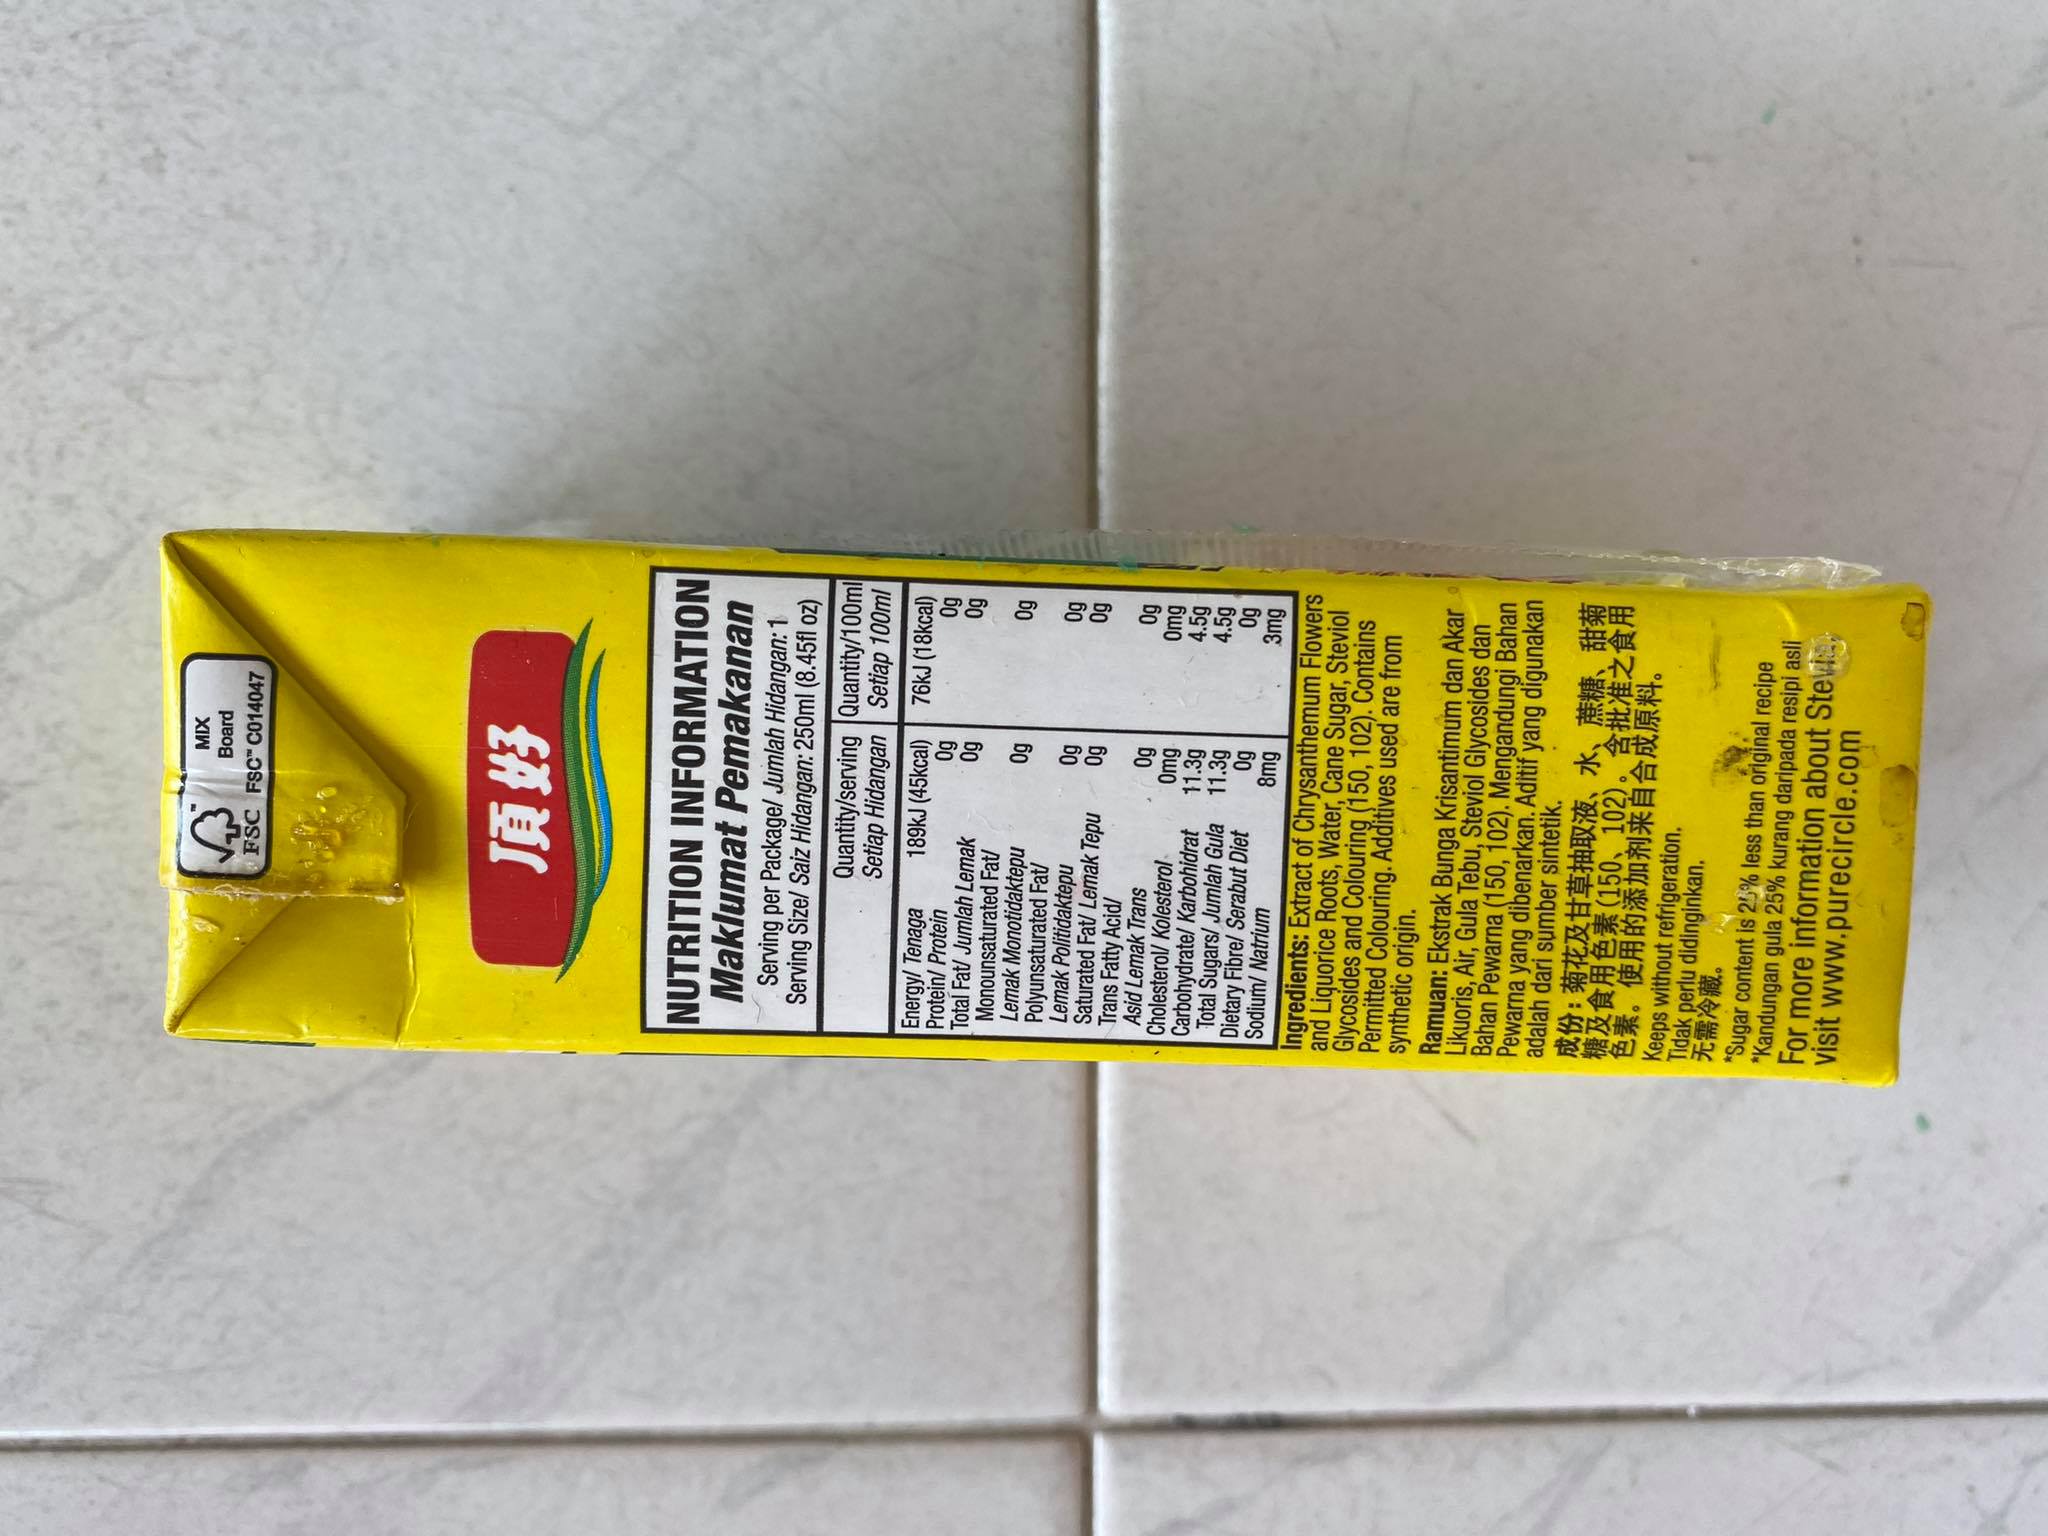 MIX
Board
FSC™ C014047
FSC™
頂好
NUTRITION INFORMATION
Maklumat Pemakanan
Serving per Package/ Jumlah Hidangan: 1
Serving Size/ Saiz Hidangan: 250ml (8.45fl oz)
Quantity/serving Quantity/100ml
Setiap Hidangan Setiap 100ml
Energy/ Tenaga 189kJ (45kcal) 76kJ (18kcal)
Protein/ Protein 0g 0g
Total Fat/ Jumlah Lemak 0g 0g
Monounsaturated Fat/
Lemak Monotidaktepu 0g 0g
Polyunsaturated Fat/
Lemak Politidaktepu 0g 0g
Saturated Fat/ Lemak Tepu 0g 0g
Trans Fatty Acid/
Asid Lemak Trans 0g 0g
Cholesterol/ Kolesterol 0mg 0mg
Carbohydrate/ Karbohidrat 11.3g 4.5g
Total Sugars/ Jumlah Gula 11.3g 4.5g
Dietary Fibre/ Serabut Diet 0g 0g
Sodium/ Natrium 8mg 3mg
Ingredients: Extract of Chrysanthemum Flowers
and Liquorice Roots, Water, Cane Sugar, Steviol
Glycosides and Colouring (150, 102). Contains
Permitted Colouring. Additives used are from
synthetic origin.
Ramuan: Ekstrak Bunga Krisantimum dan Akar
Likuoris, Air, Gula Tebu, Steviol Glycosides dan
Bahan Pewarna (150, 102). Mengandungi Bahan
Pewarna yang dibenarkan. Aditif yang digunakan
adalah dari sumber sintetik.
成份：菊花及甘草抽取液、水、蔗糖、甜菊
糖及食用色素 (150、102)。含批准之食用
色素。使用的添加剂来自合成原料。
Keeps without refrigeration.
Tidak perlu didinginkan.
无需冷藏。
*Sugar content is 25% less than original recipe
*Kandungan gula 25% kurang daripada resipi asli
For more information about Stevia,
visit www.purecircle.com